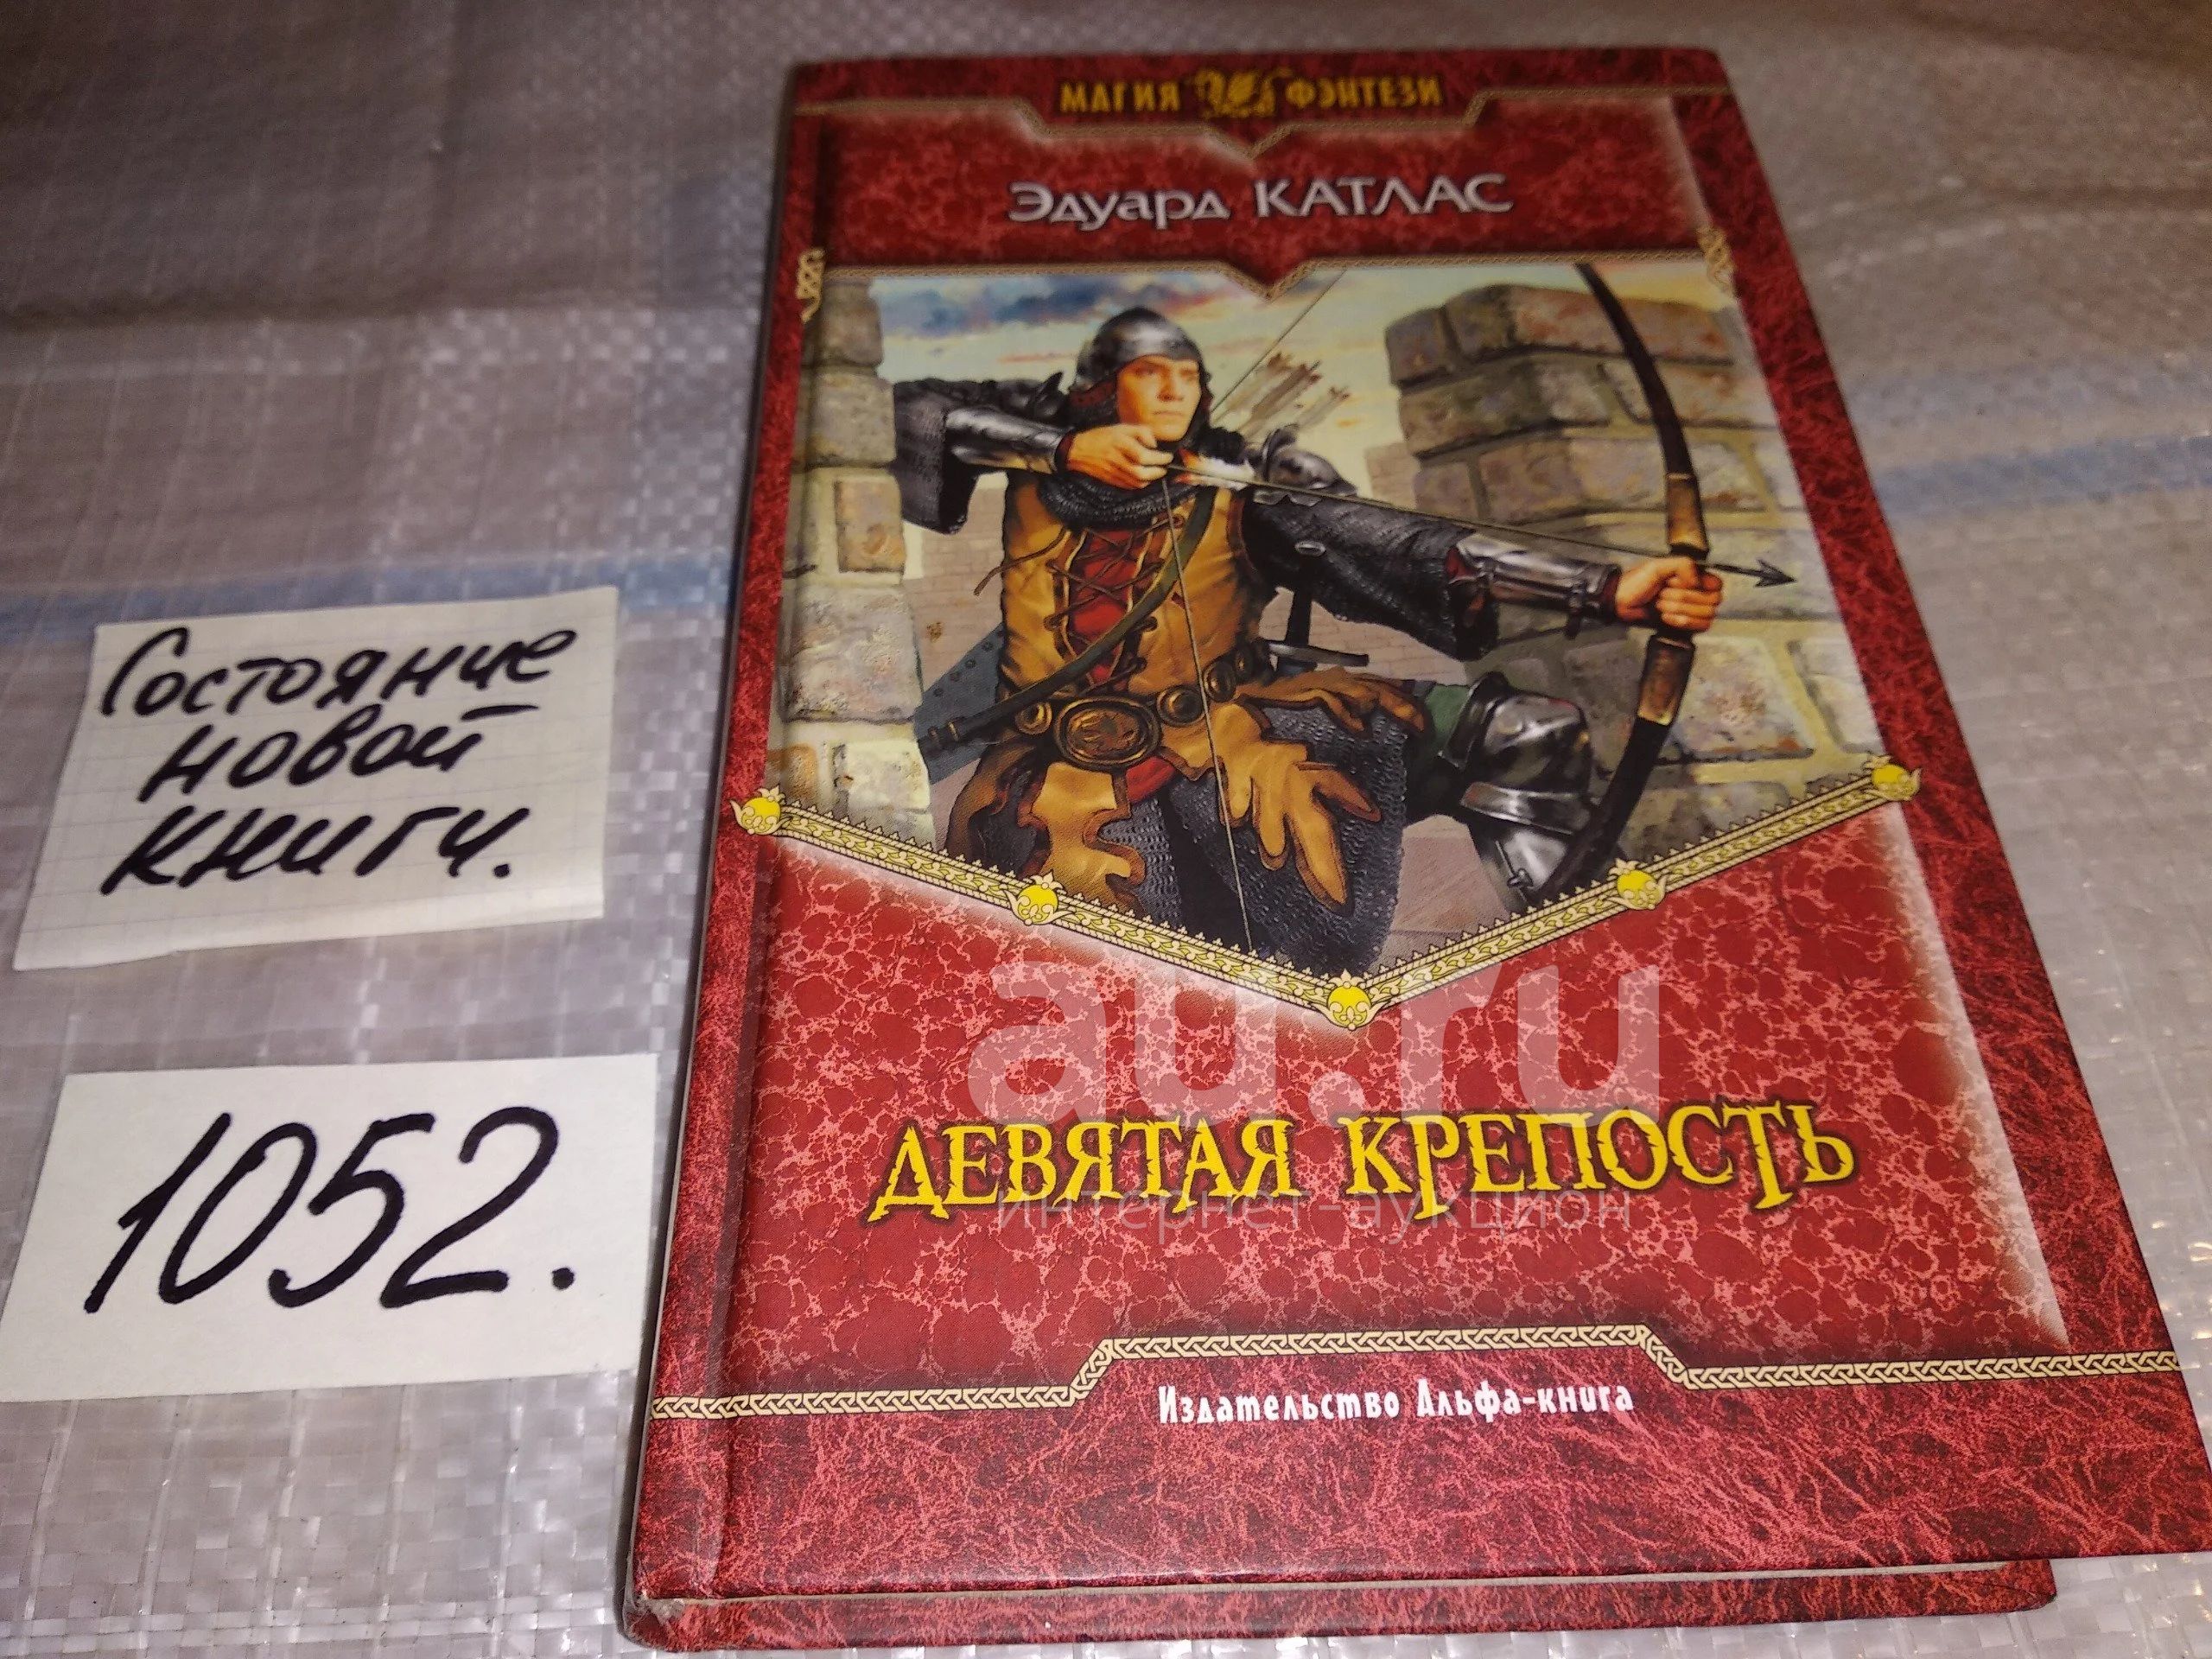 МАГИЯ ФЭНТЕЗИ
Эдуард КАТЛАС
Состояние
новой
книги.
1052.
au.ru
ДЕВЯТАЯ КРЕПОСТЬ
интернет-аукцион
Издательство Альфа-книга